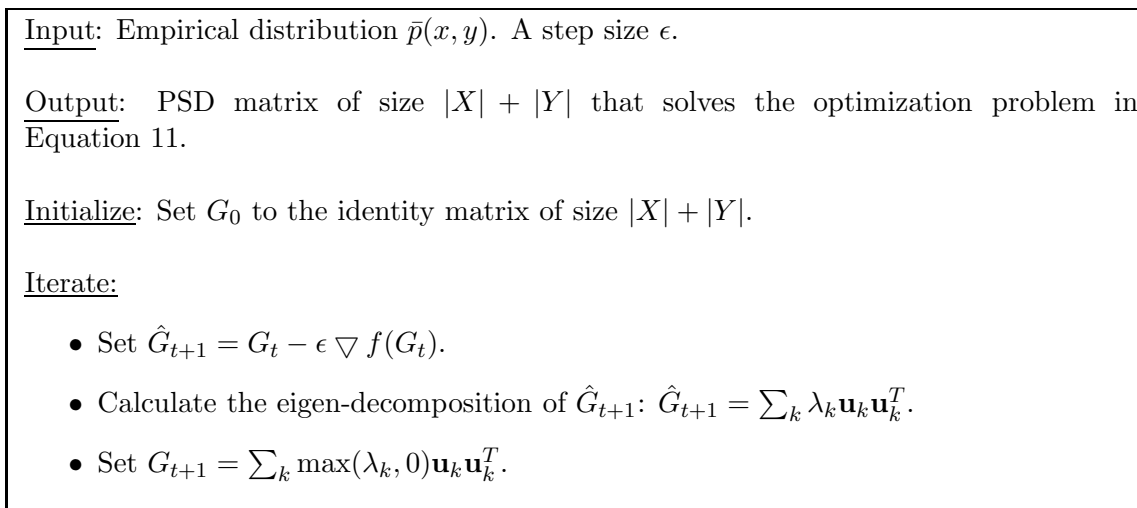 Input: Empirical distribution p̄(x, y). A step size ϵ.
Output: PSD matrix of size |X| + |Y| that solves the optimization problem in
Equation 11.
Initialize: Set G₀ to the identity matrix of size |X| + |Y|.
Iterate:
• Set Ĝₜ₊₁ = Gₜ − ϵ ▽ f(Gₜ).
• Calculate the eigen-decomposition of Ĝₜ₊₁: Ĝₜ₊₁ = ∑ₖ λₖuₖuₖᵀ.
• Set Gₜ₊₁ = ∑ₖ max(λₖ, 0)uₖuₖᵀ.